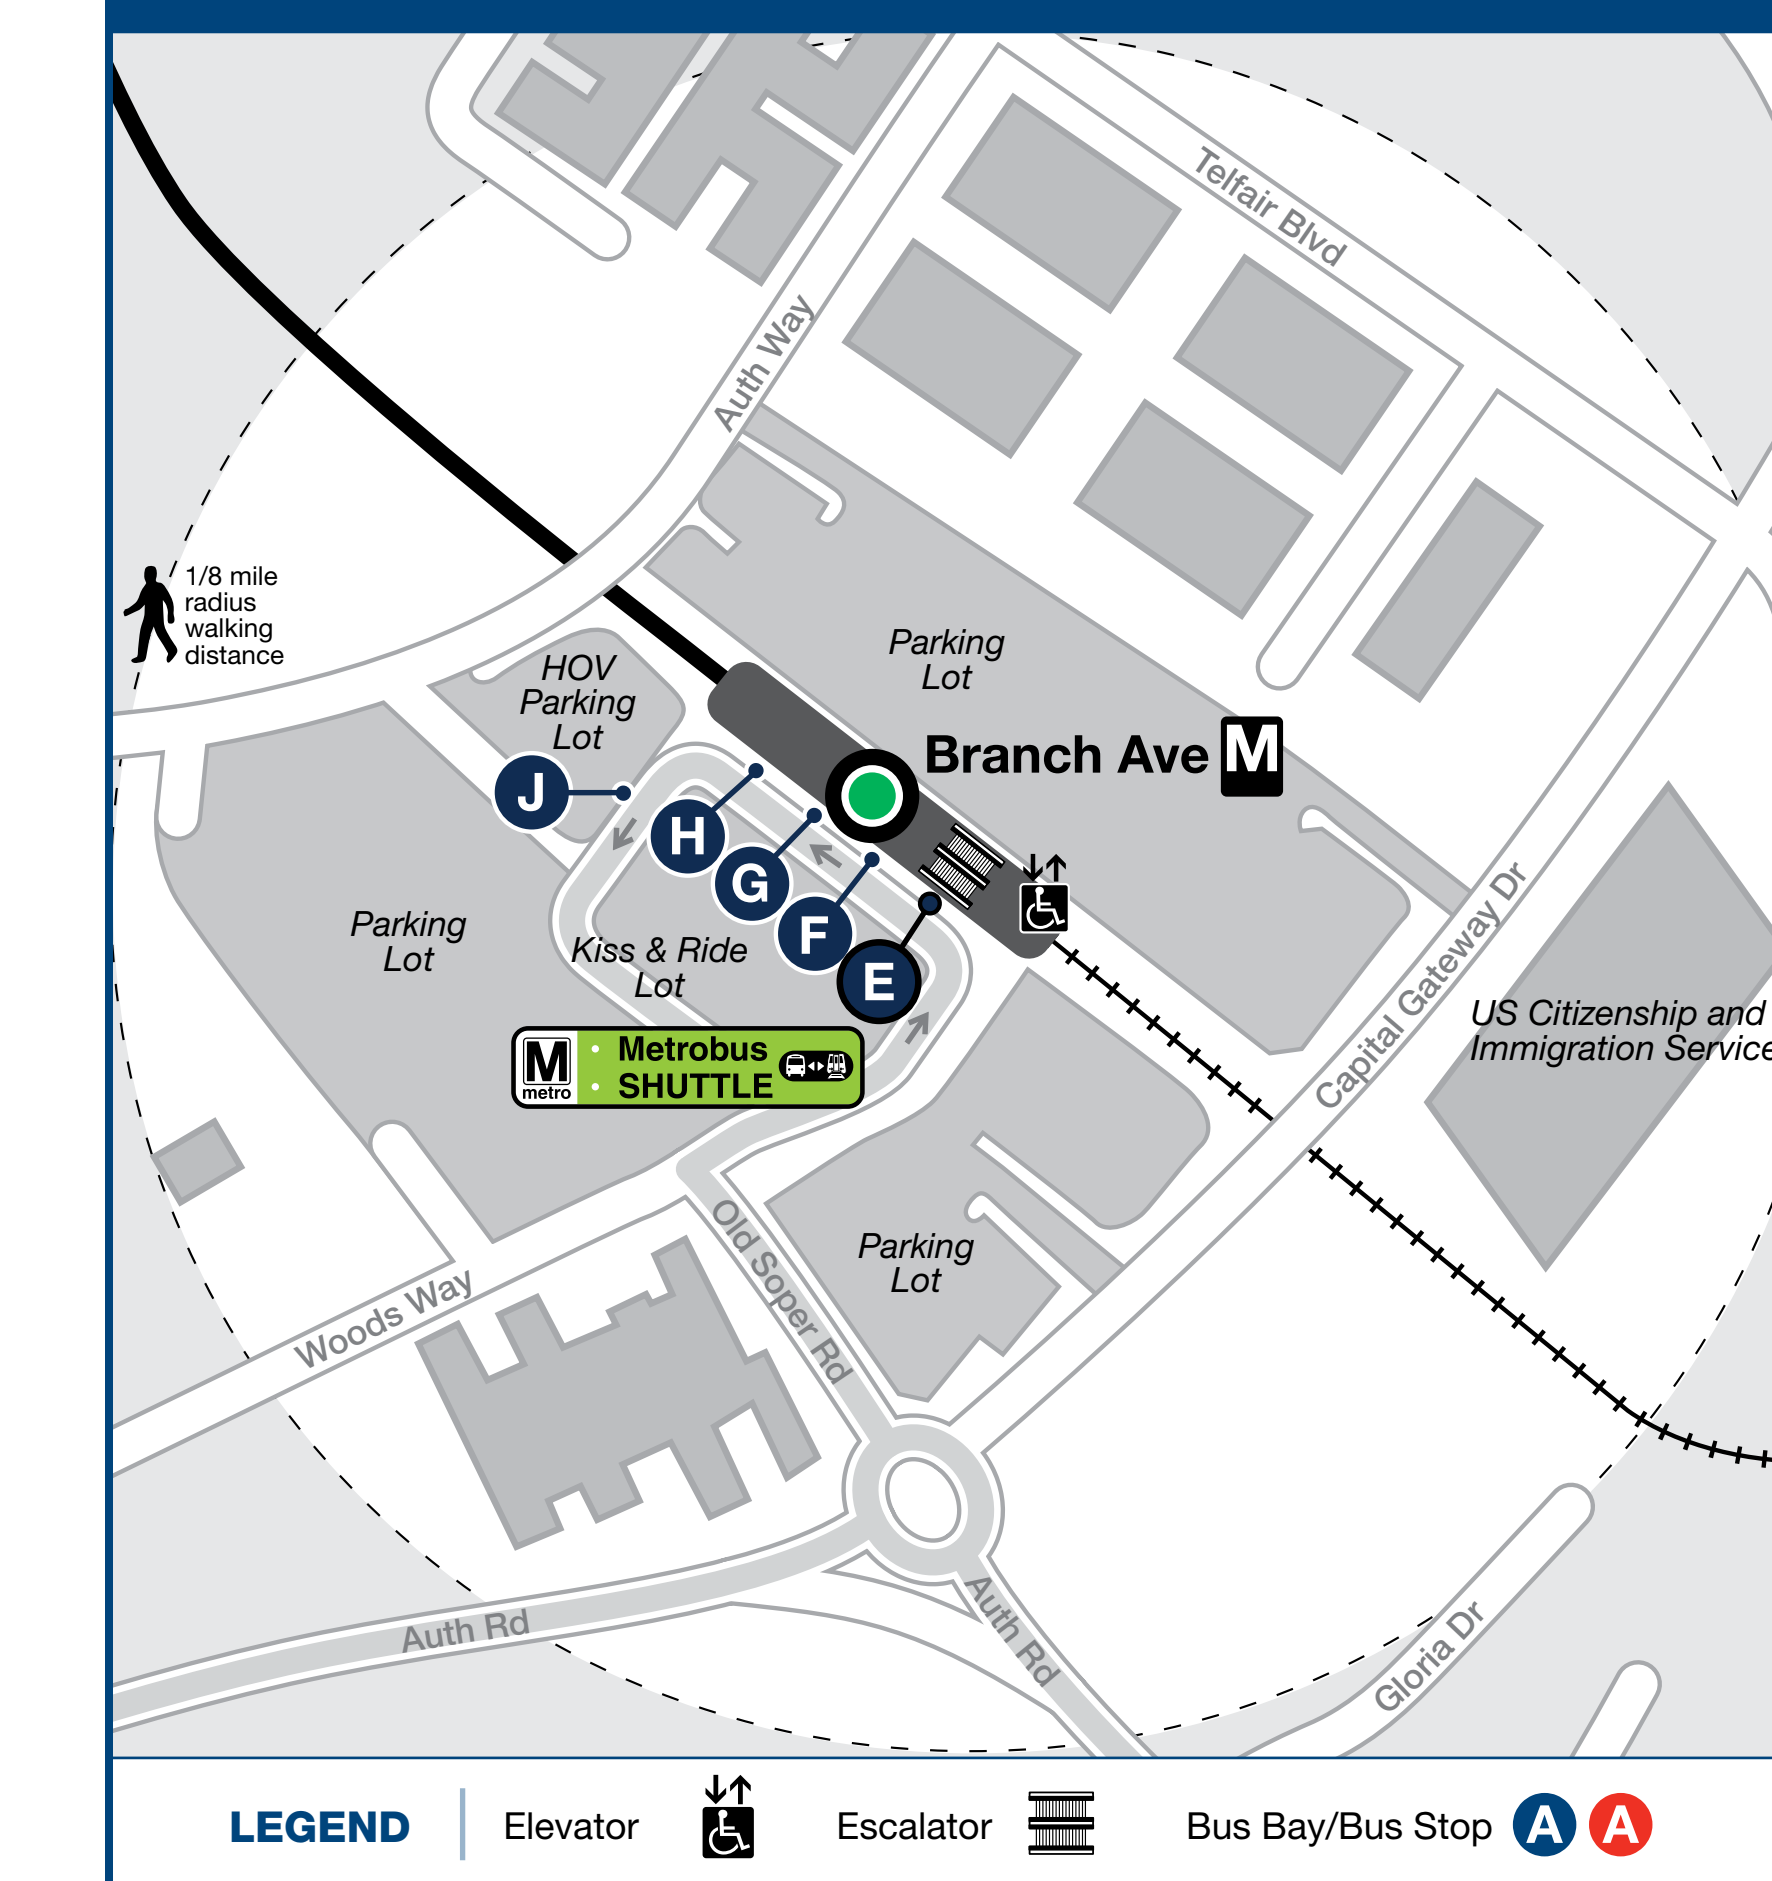 Telfair Blvd
Auth Way
1/8 mile
radius
walking
distance
HOV
Parking
Lot
Parking
Lot
Branch Ave M
J
H
G
F
E
Parking
Lot
Kiss & Ride
Lot
M
metro
• Metrobus
• SHUTTLE
Capital Gateway Dr
US Citizenship and
Immigration Service
Old Soper Rd
Parking
Lot
Woods Way
Auth Rd
Auth Rd
Gloria Dr
LEGEND
Elevator
Escalator
Bus Bay/Bus Stop A A